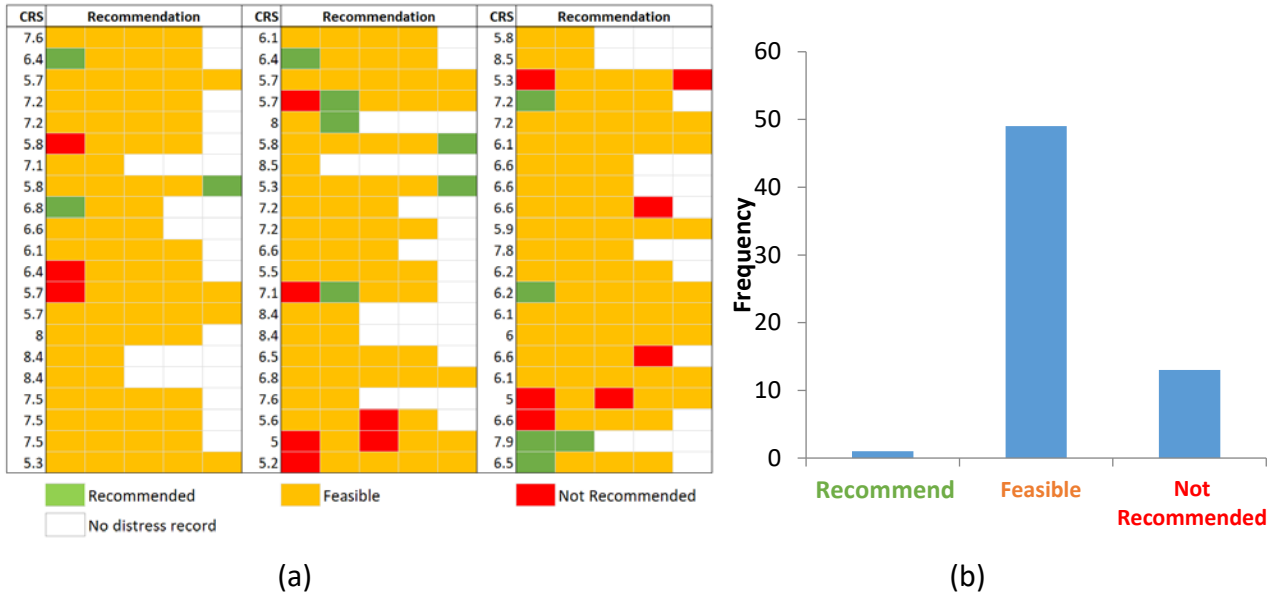 CRS Recommendation CRS Recommendation CRS Recommendation
7.6 6.1 5.8
6.4 6.4 8.5
5.7 5.7 5.3
7.2 5.7 7.2
7.2 8 7.2
5.8 5.8 6.1
7.1 8.5 6.6
5.8 5.3 6.6
6.8 7.2 6.6
6.6 7.2 5.9
6.1 6.6 7.8
6.4 5.5 6.2
5.7 7.1 6.2
5.7 8.4 6.1
8 8.4 6
8.4 6.5 6.6
8.4 6.8 6.1
7.5 7.6 5
7.5 5.6 6.6
7.5 5 7.9
5.3 5.2 6.5
Recommended Feasible Not Recommended
No distress record
(a)
Frequency
60
50
40
30
20
10
0
Recommend Feasible Not
Recommended
(b)